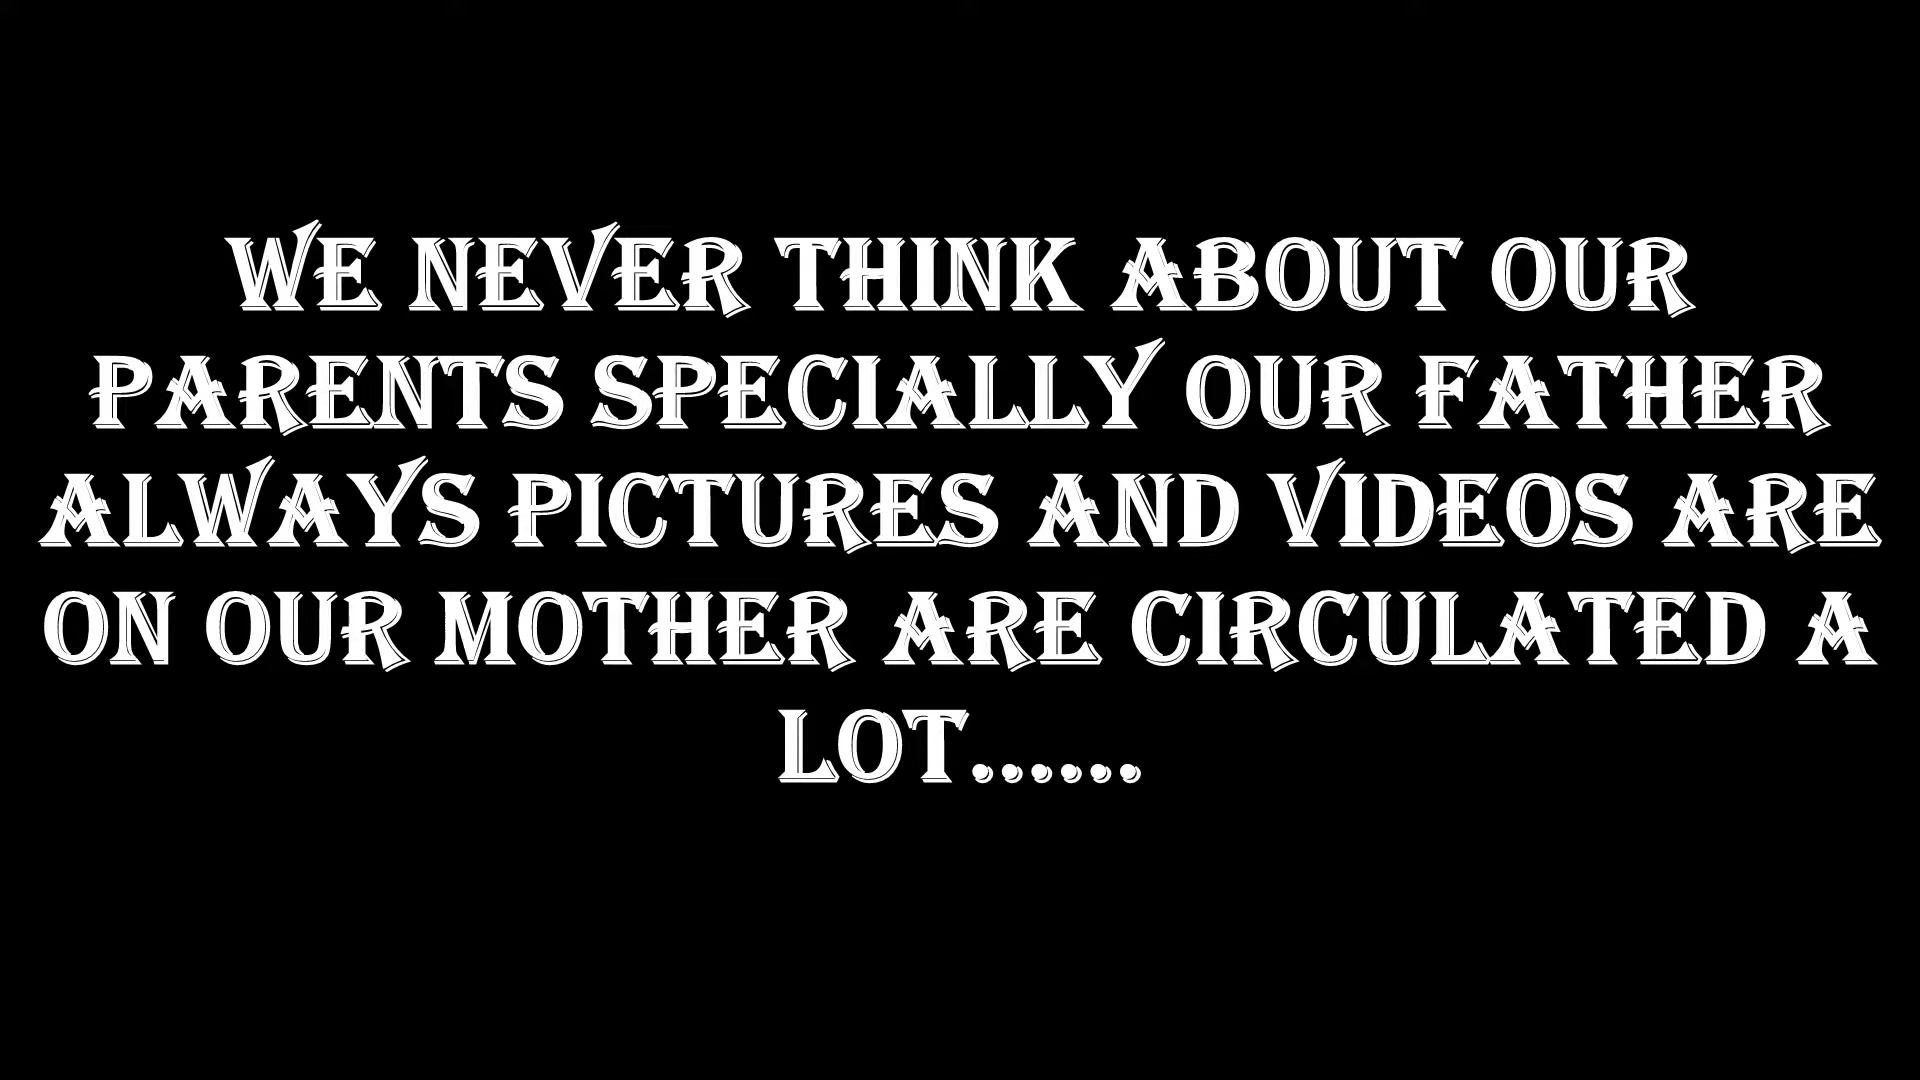 WE NEVER THINK ABOUT OUR
PARENTS SPECIALLY OUR FATHER
ALWAYS PICTURES AND VIDEOS ARE
ON OUR MOTHER ARE CIRCULATED A
LOT......